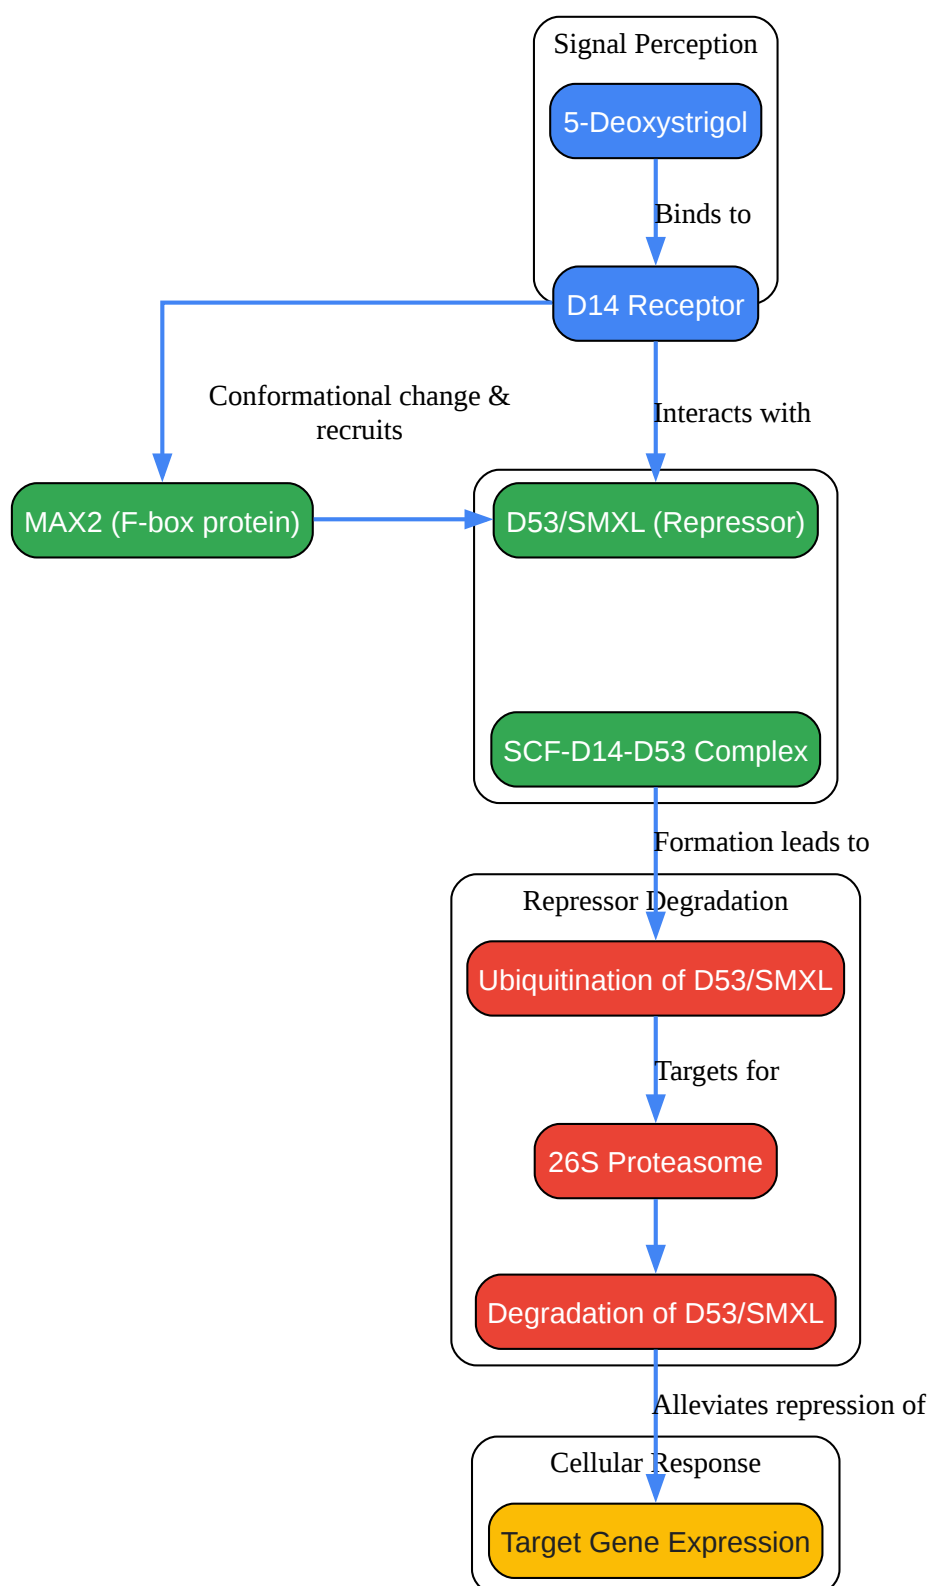 Signal Perception
5-Deoxystrigol
Binds to
D14 Receptor
Conformational change &
recruits
Interacts with
MAX2 (F-box protein)
D53/SMXL (Repressor)
SCF-D14-D53 Complex
Formation leads to
Repressor Degradation
Ubiquitination of D53/SMXL
Targets for
26S Proteasome
Degradation of D53/SMXL
Alleviates repression of
Cellular Response
Target Gene Expression